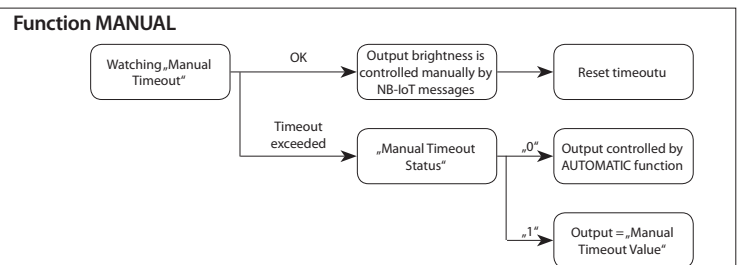 Function MANUAL
Watching „Manual
Timeout“
OK
Output brightness is
controlled manually by
NB-IoT messages
Reset timeoutu
Timeout
exceeded
„Manual Timeout
Status“
„0“
Output controlled by
AUTOMATIC function
„1“
Output = „Manual
Timeout Value“